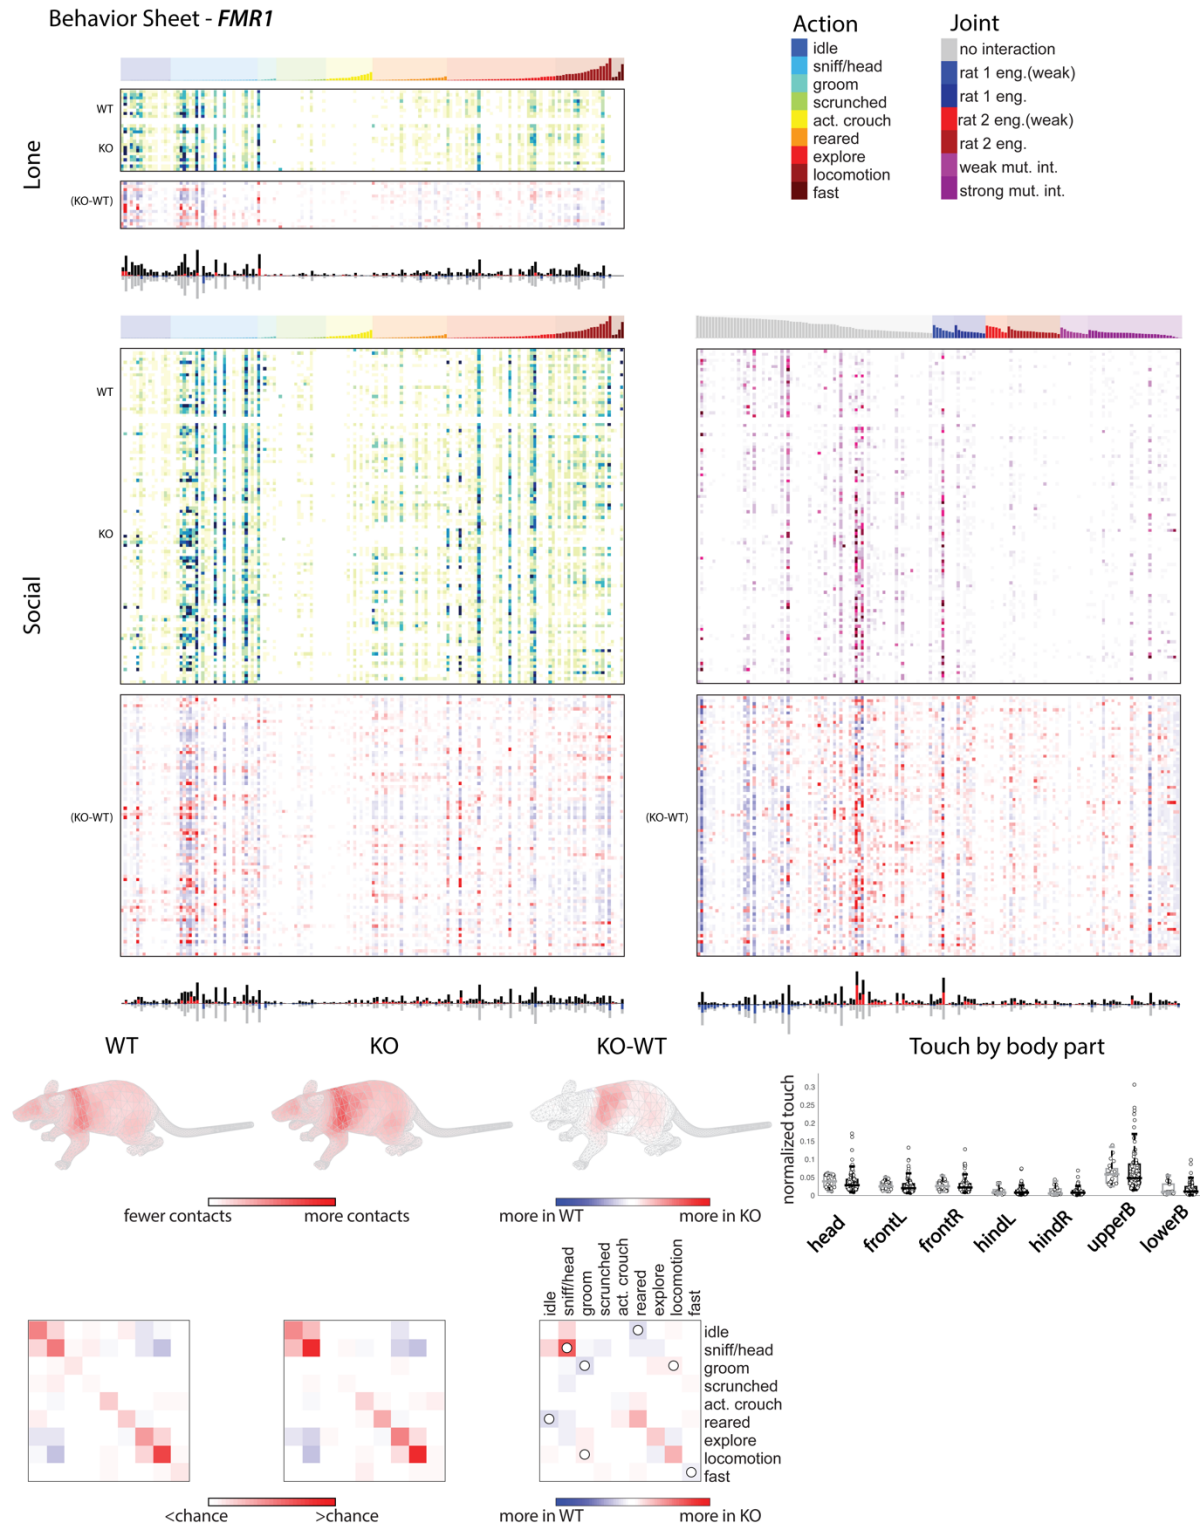 Behavior Sheet - FMR1
Action
idle
sniff/head
groom
scrunched
act. crouch
reared
explore
locomotion
fast
Joint
no interaction
rat 1 eng.(weak)
rat 1 eng.
rat 2 eng.(weak)
rat 2 eng.
weak mut. int.
strong mut. int.
Lone
WT
KO
(KO-WT)
Social
WT
KO
(KO-WT)
(KO-WT)
WT
KO
KO-WT
Touch by body part
fewer contacts
more contacts
more in WT
more in KO
normalized touch
0.3
0.25
0.2
0.15
0.1
0.05
0
head
frontL
frontR
hindL
hindR
upperB
lowerB
idle
sniff/head
groom
scrunched
act. crouch
reared
explore
locomotion
fast
idle
sniff/head
groom
scrunched
act. crouch
reared
explore
locomotion
fast
<chance
>chance
more in WT
more in KO